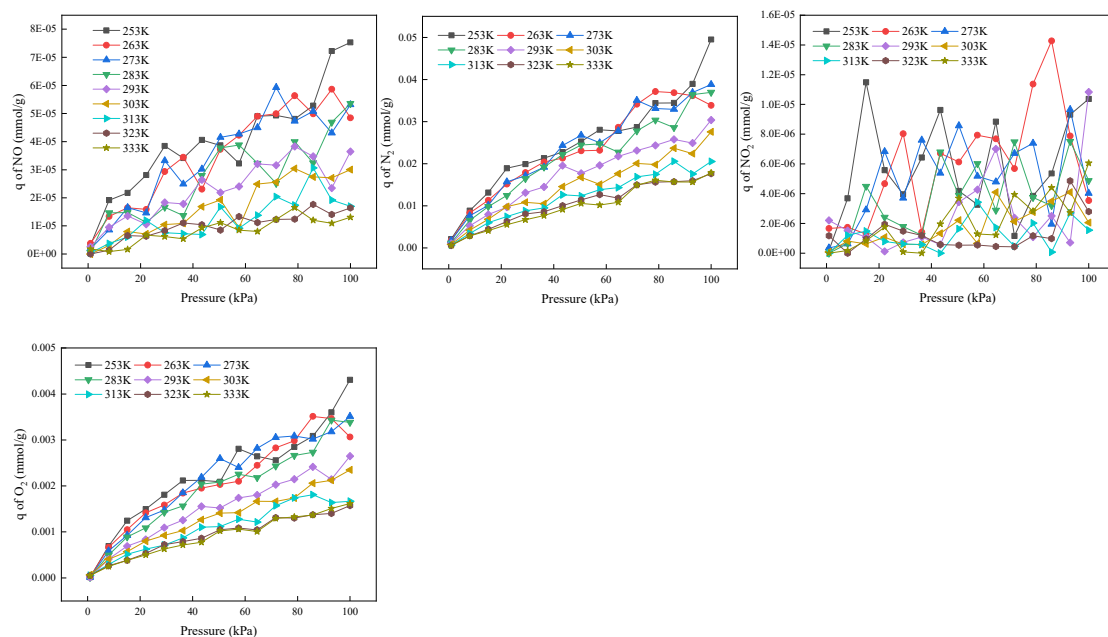 q of NO (mmol/g)
8E-05
7E-05
6E-05
5E-05
4E-05
3E-05
2E-05
1E-05
0E+00
253K
263K
273K
283K
293K
303K
313K
323K
333K
0 20 40 60 80 100
Pressure (kPa)
q of N₂ (mmol/g)
0.05
0.04
0.03
0.02
0.01
0.00
253K 263K 273K
283K 293K 303K
313K 323K 333K
0 20 40 60 80 100
Pressure (kPa)
q of NO₂ (mmol/g)
1.6E-05
1.4E-05
1.2E-05
1.0E-05
8.0E-06
6.0E-06
4.0E-06
2.0E-06
0.0E+00
253K 263K 273K
283K 293K 303K
313K 323K 333K
0 20 40 60 80 100
Pressure (kPa)
q of O₂ (mmol/g)
0.005
0.004
0.003
0.002
0.001
0.000
253K 263K 273K
283K 293K 303K
313K 323K 333K
0 20 40 60 80 100
Pressure (kPa)